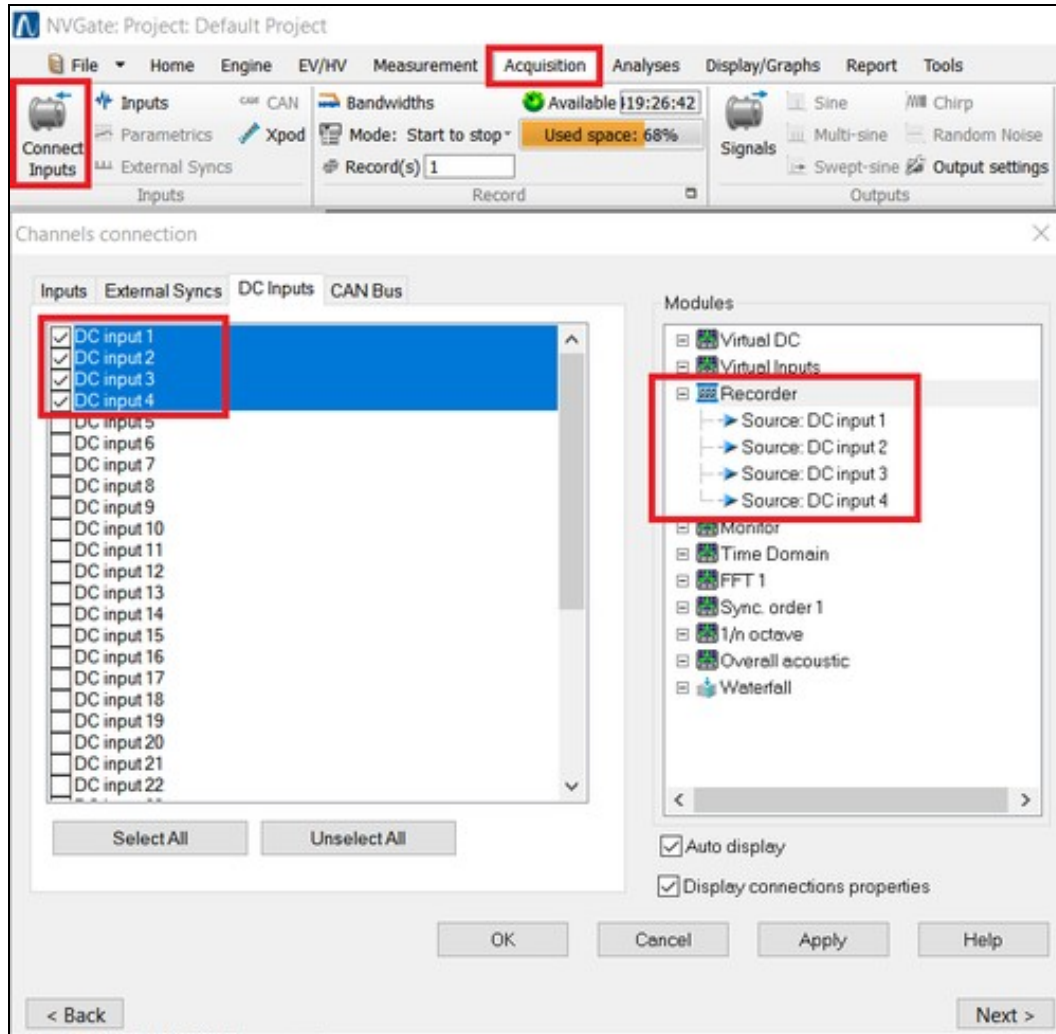 NVGate: Project: Default Project
File Home Engine EV/HV Measurement Acquisition Analyses Display/Graphs Report Tools
Connect Inputs
Inputs CAN CAN
Parametrics Xpod
External Syncs
Inputs
Bandwidths Available 19:26:42
Mode: Start to stop Used space: 68%
Record(s) 1
Record
Signals
Sine Chirp
Multi-sine Random Noise
Swept-sine Output settings
Outputs
Channels connection
Inputs External Syncs DC Inputs CAN Bus
DC input 1
DC input 2
DC input 3
DC input 4
DC input 5
DC input 6
DC input 7
DC input 8
DC input 9
DC input 10
DC input 11
DC input 12
DC input 13
DC input 14
DC input 15
DC input 16
DC input 17
DC input 18
DC input 19
DC input 20
DC input 21
DC input 22
Select All Unselect All
Modules
Virtual DC
Virtual Inputs
Recorder
Source: DC input 1
Source: DC input 2
Source: DC input 3
Source: DC input 4
Monitor
Time Domain
FFT 1
Sync. order 1
1/n octave
Overall acoustic
Waterfall
Auto display
Display connections properties
OK Cancel Apply Help
< Back Next >